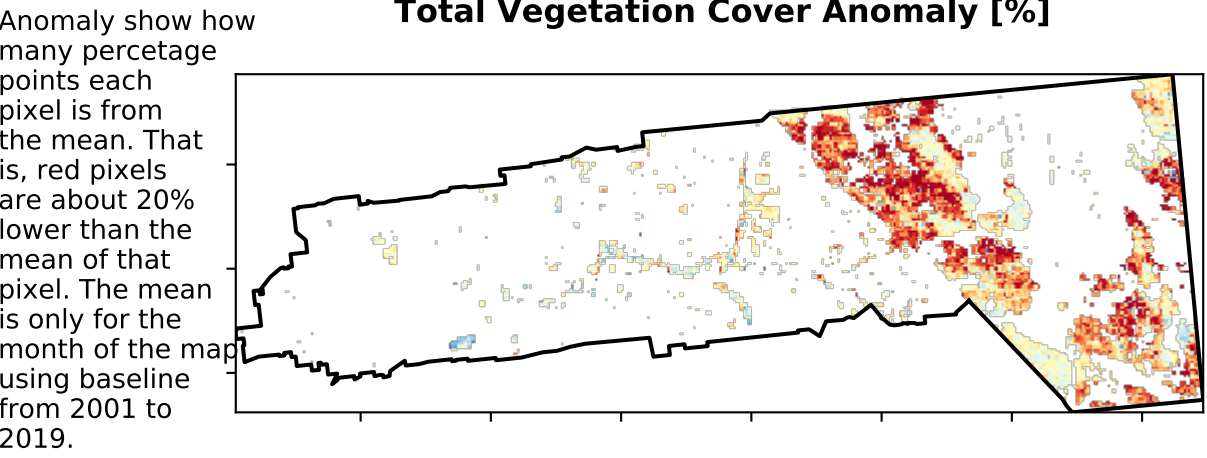 Total Vegetation Cover Anomaly [%]
Anomaly show how
many percetage
points each
pixel is from
the mean. That
is, red pixels
are about 20%
lower than the
mean of that
pixel. The mean
is only for the
month of the map
using baseline
from 2001 to
2019.